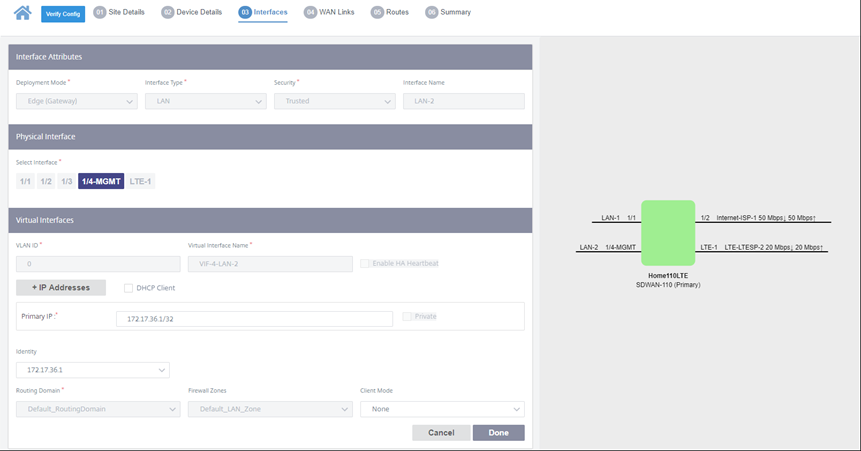 Verify Config 01 Site Details 02 Device Details 03 Interfaces 04 WAN Links 05 Routes 06 Summary
Interface Attributes
Deployment Mode * Interface Type * Security * Interface Name
Edge (Gateway) LAN Trusted LAN-2
Physical Interface
Select Interface *
1/1 1/2 1/3 1/4-MGMT LTE-1
Virtual Interfaces
VLAN ID * Virtual Interface Name *
0 VIF-4-LAN-2 Enable HA Heartbeat
+ IP Addresses DHCP Client
Primary IP : * 172.17.36.1/32 Private
Identity
172.17.36.1
Routing Domain * Firewall Zones Client Mode
Default_RoutingDomain Default_LAN_Zone None
Cancel Done
LAN-1 1/1 1/2 Internet-ISP-1 50 Mbps↓ 50 Mbps↑
LAN-2 1/4-MGMT LTE-1 LTE-LTESP-2 20 Mbps↓ 20 Mbps↑
Home110LTE
SDWAN-110 (Primary)